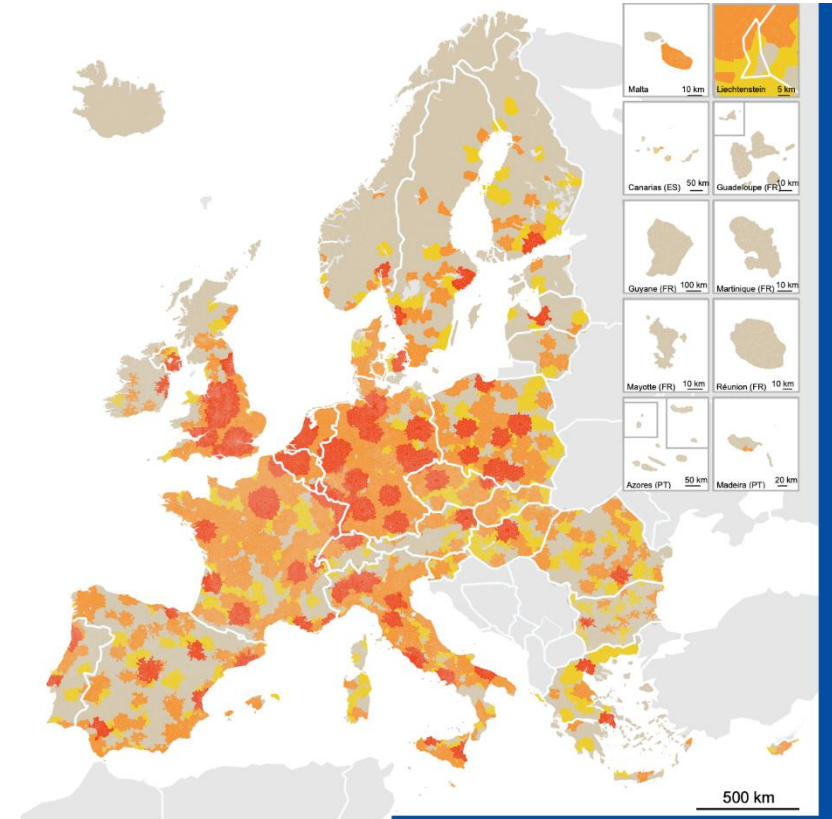 Malta 10 km
Liechtenstein 5 km
Canarias (ES) 50 km
Guadeloupe (FR) 10 km
Guyane (FR) 100 km
Martinique (FR) 10 km
Mayotte (FR) 10 km
Réunion (FR) 10 km
Azores (PT) 50 km
Madeira (PT) 20 km
500 km